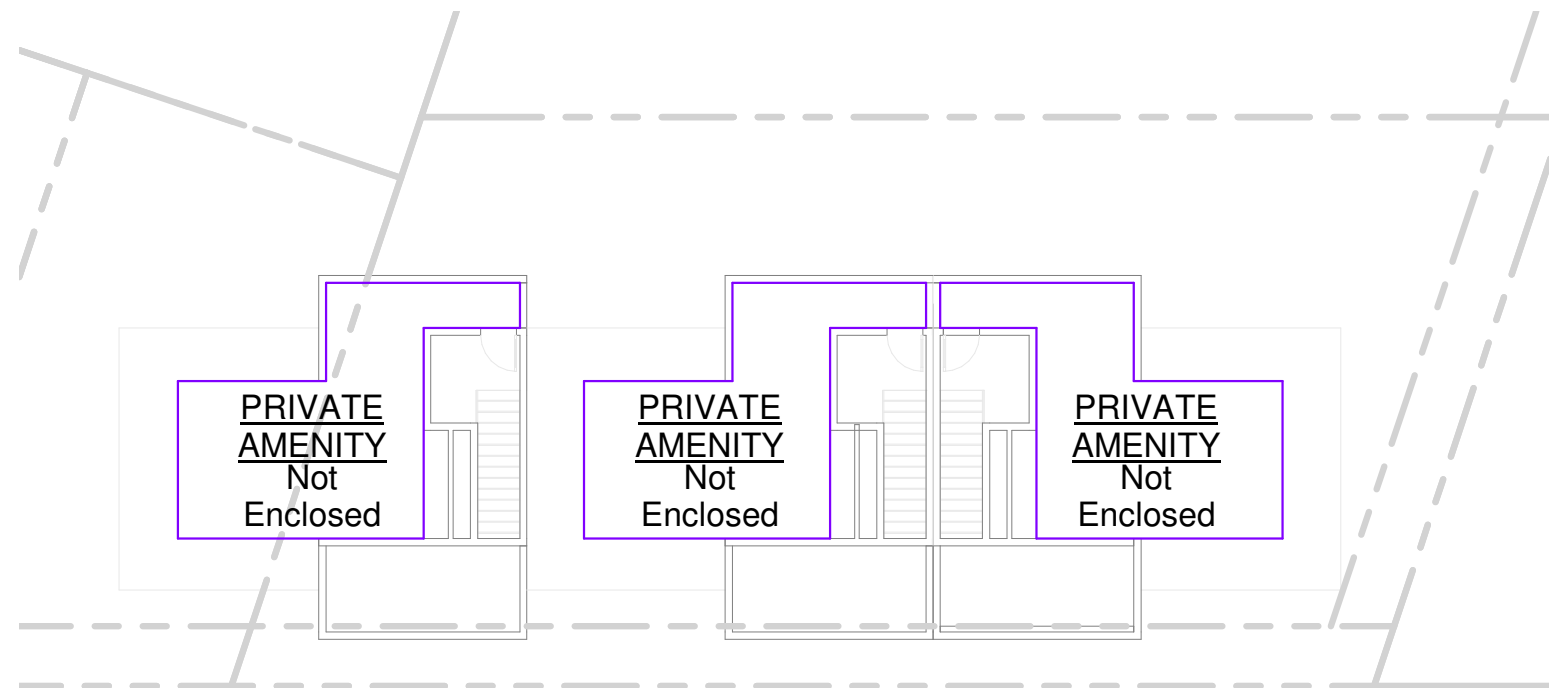 PRIVATE
AMENITY
Not
Enclosed
PRIVATE
AMENITY
Not
Enclosed
PRIVATE
AMENITY
Not
Enclosed